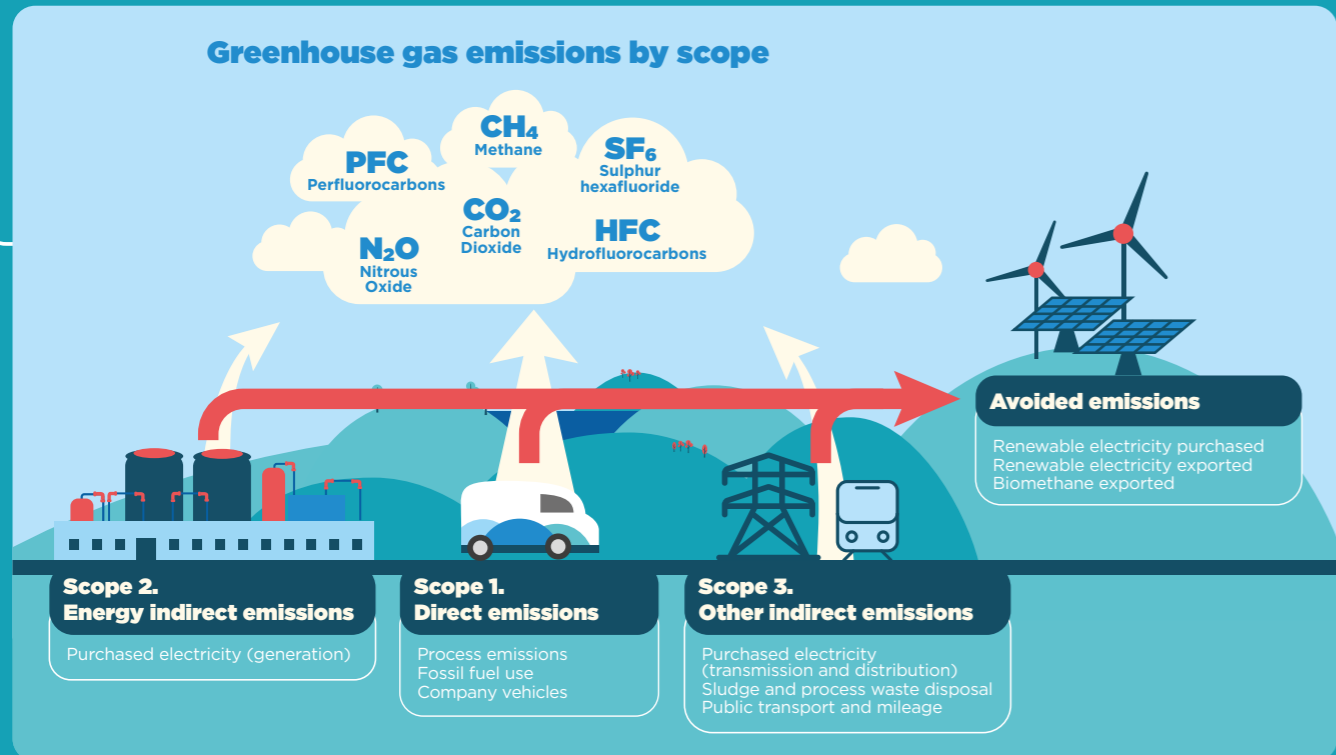 Greenhouse gas emissions by scope
PFC
Perfluorocarbons
CH₄
Methane
SF₆
Sulphur
hexafluoride
N₂O
Nitrous
Oxide
CO₂
Carbon
Dioxide
HFC
Hydrofluorocarbons
Avoided emissions
Renewable electricity purchased
Renewable electricity exported
Biomethane exported
Scope 2.
Energy indirect emissions
Purchased electricity (generation)
Scope 1.
Direct emissions
Process emissions
Fossil fuel use
Company vehicles
Scope 3.
Other indirect emissions
Purchased electricity
(transmission and distribution)
Sludge and process waste disposal
Public transport and mileage